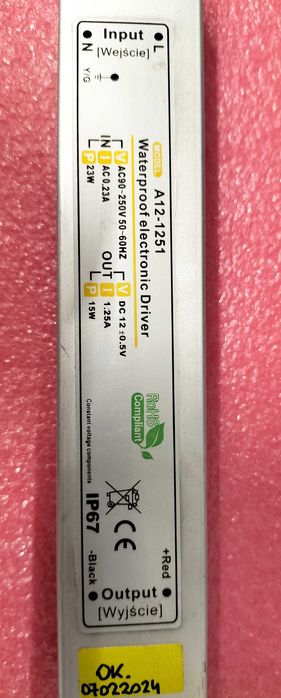 Input
[Wejście]
N
L
Y/G
MODEL A12-1251
Waterproof electronic Driver
IN
V AC90~250V 50~60HZ
I AC 0.23A
P 23W
OUT
V DC 12 ±0.5V
I 1.25A
P 15W
RoHS
Compliant
Constant voltage components
IP67
CE
+Red
-Black
Output
[Wyjście]
OK.
07022024